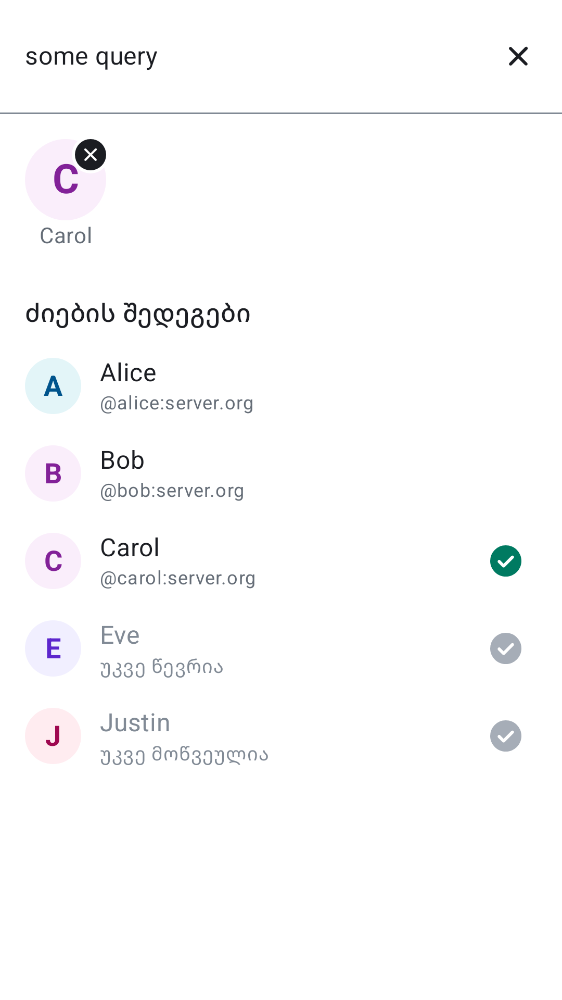 some query
C
Carol
ძიების შედეგები
A
Alice
@alice:server.org
B
Bob
@bob:server.org
C
Carol
@carol:server.org
E
Eve
უკვე წევრია
J
Justin
უკვე მოწვეულია